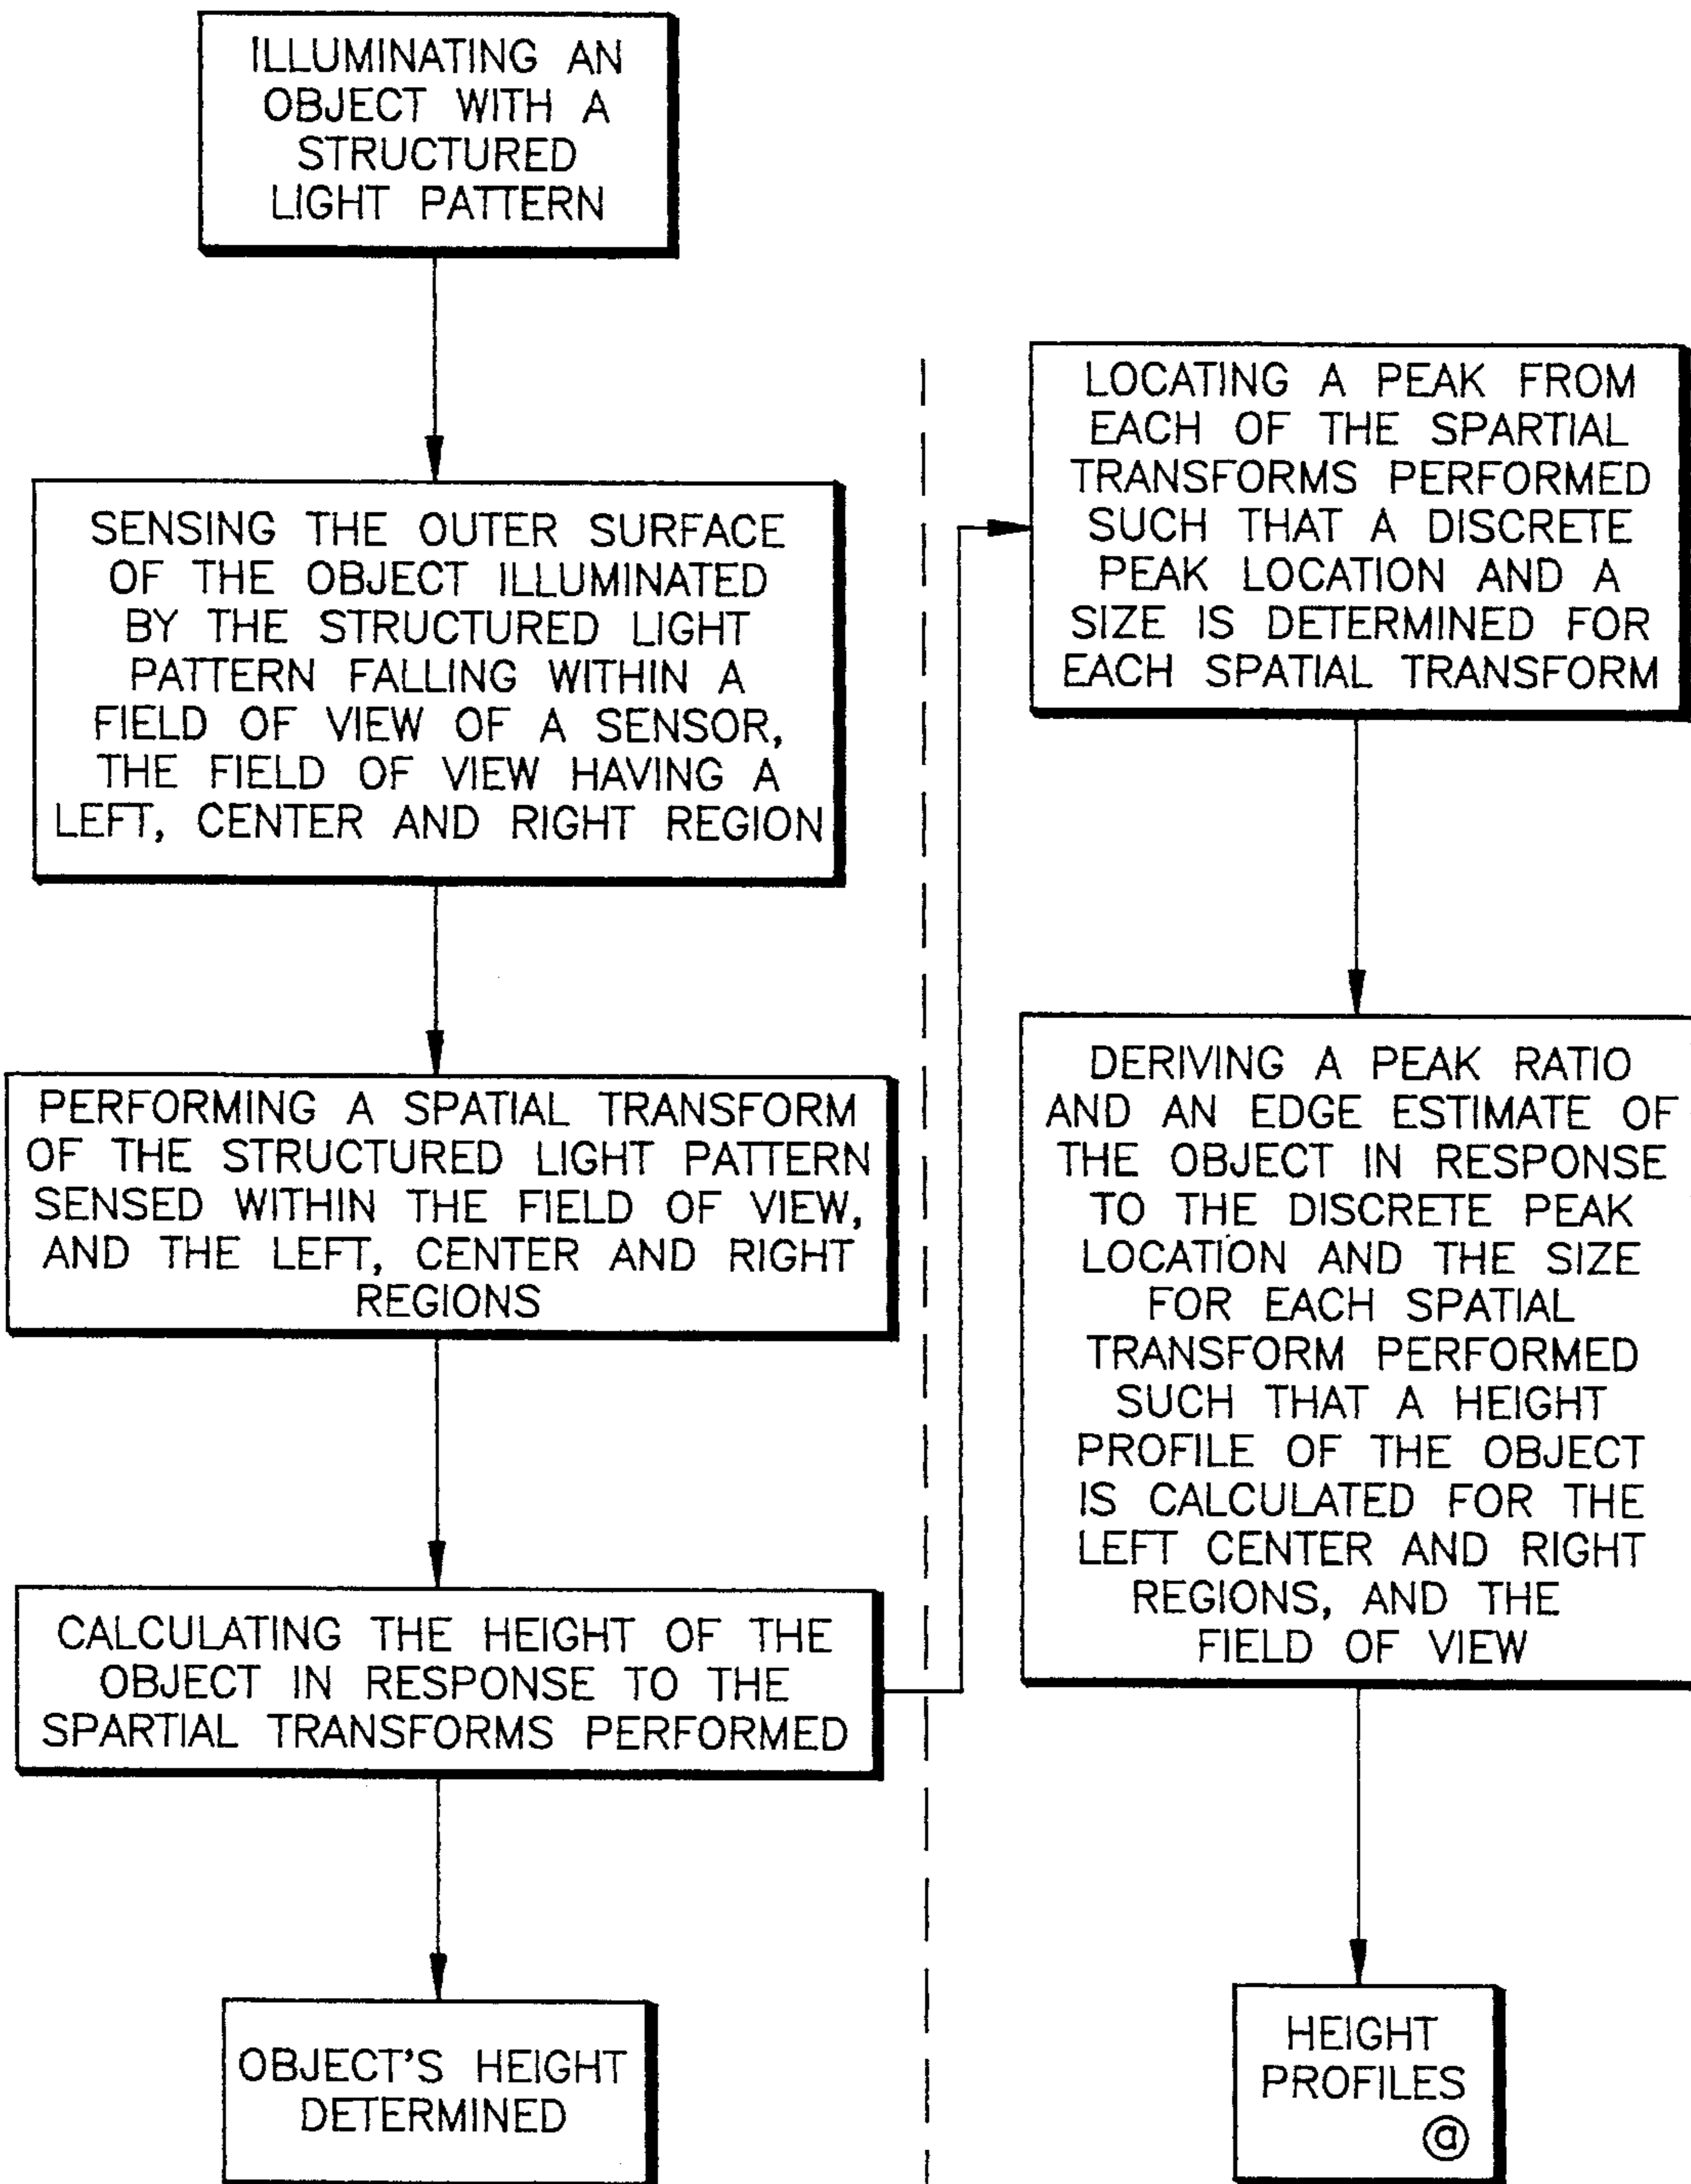 ILLUMINATING AN
OBJECT WITH A
STRUCTURED
LIGHT PATTERN
SENSING THE OUTER SURFACE
OF THE OBJECT ILLUMINATED
BY THE STRUCTURED LIGHT
PATTERN FALLING WITHIN A
FIELD OF VIEW OF A SENSOR,
THE FIELD OF VIEW HAVING A
LEFT, CENTER AND RIGHT REGION
PERFORMING A SPATIAL TRANSFORM
OF THE STRUCTURED LIGHT PATTERN
SENSED WITHIN THE FIELD OF VIEW,
AND THE LEFT, CENTER AND RIGHT
REGIONS
CALCULATING THE HEIGHT OF THE
OBJECT IN RESPONSE TO THE
SPARTIAL TRANSFORMS PERFORMED
OBJECT'S HEIGHT
DETERMINED
LOCATING A PEAK FROM
EACH OF THE SPARTIAL
TRANSFORMS PERFORMED
SUCH THAT A DISCRETE
PEAK LOCATION AND A
SIZE IS DETERMINED FOR
EACH SPATIAL TRANSFORM
DERIVING A PEAK RATIO
AND AN EDGE ESTIMATE OF
THE OBJECT IN RESPONSE
TO THE DISCRETE PEAK
LOCATION AND THE SIZE
FOR EACH SPATIAL
TRANSFORM PERFORMED
SUCH THAT A HEIGHT
PROFILE OF THE OBJECT
IS CALCULATED FOR THE
LEFT CENTER AND RIGHT
REGIONS, AND THE
FIELD OF VIEW
HEIGHT
PROFILES
ⓐ